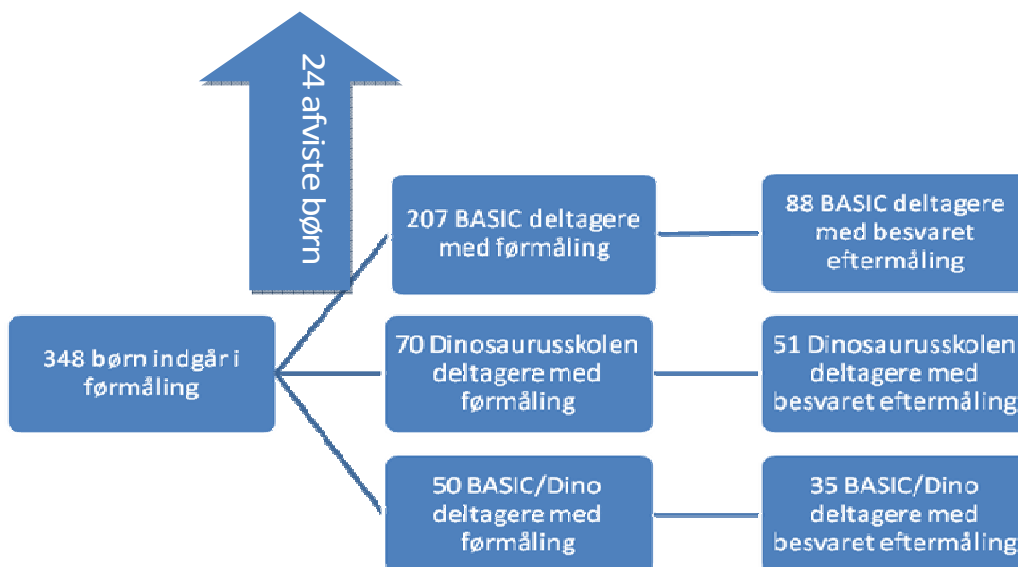 24 afviste børn
348 børn indgår i
førmåling
207 BASIC deltagere
med førmåling
88 BASIC deltagere
med besvaret
eftermåling
70 Dinosaurusskolen
deltagere med
førmåling
51 Dinosaurusskolen
deltagere med
besvaret eftermåling
50 BASIC/Dino
deltagere med
førmåling
35 BASIC/Dino
deltagere med
besvaret eftermåling